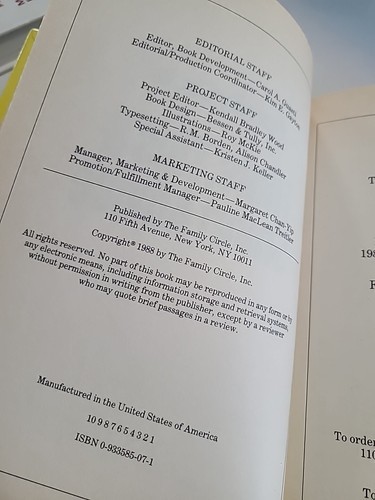 EDITORIAL STAFF
Editor, Book Development—Carol A. Guasti
Editorial/Production Coordinator—Kim E. Gayton
PROJECT STAFF
Project Editor—Kendall Bradley Wood
Book Design—Bessen & Tully, Inc.
Illustrations—Roy McKie
Typesetting—R.M. Borden, Alison Chandler
Special Assistant—Kristen J. Keller
MARKETING STAFF
Manager, Marketing & Development—Margaret Chan-Yip
Promotion/Fulfillment Manager—Pauline MacLean Treitler
Published by The Family Circle, Inc.
110 Fifth Avenue, New York, NY 10011
Copyright® 1988 by The Family Circle, Inc.
All rights reserved. No part of this book may be reproduced in any form or by
any electronic means, including information storage and retrieval systems,
without permission in writing from the publisher, except by a reviewer
who may quote brief passages in a review.
Manufactured in the United States of America
10 9 8 7 6 5 4 3 2 1
ISBN 0-933585-07-1
T
198
F
To order
110
To